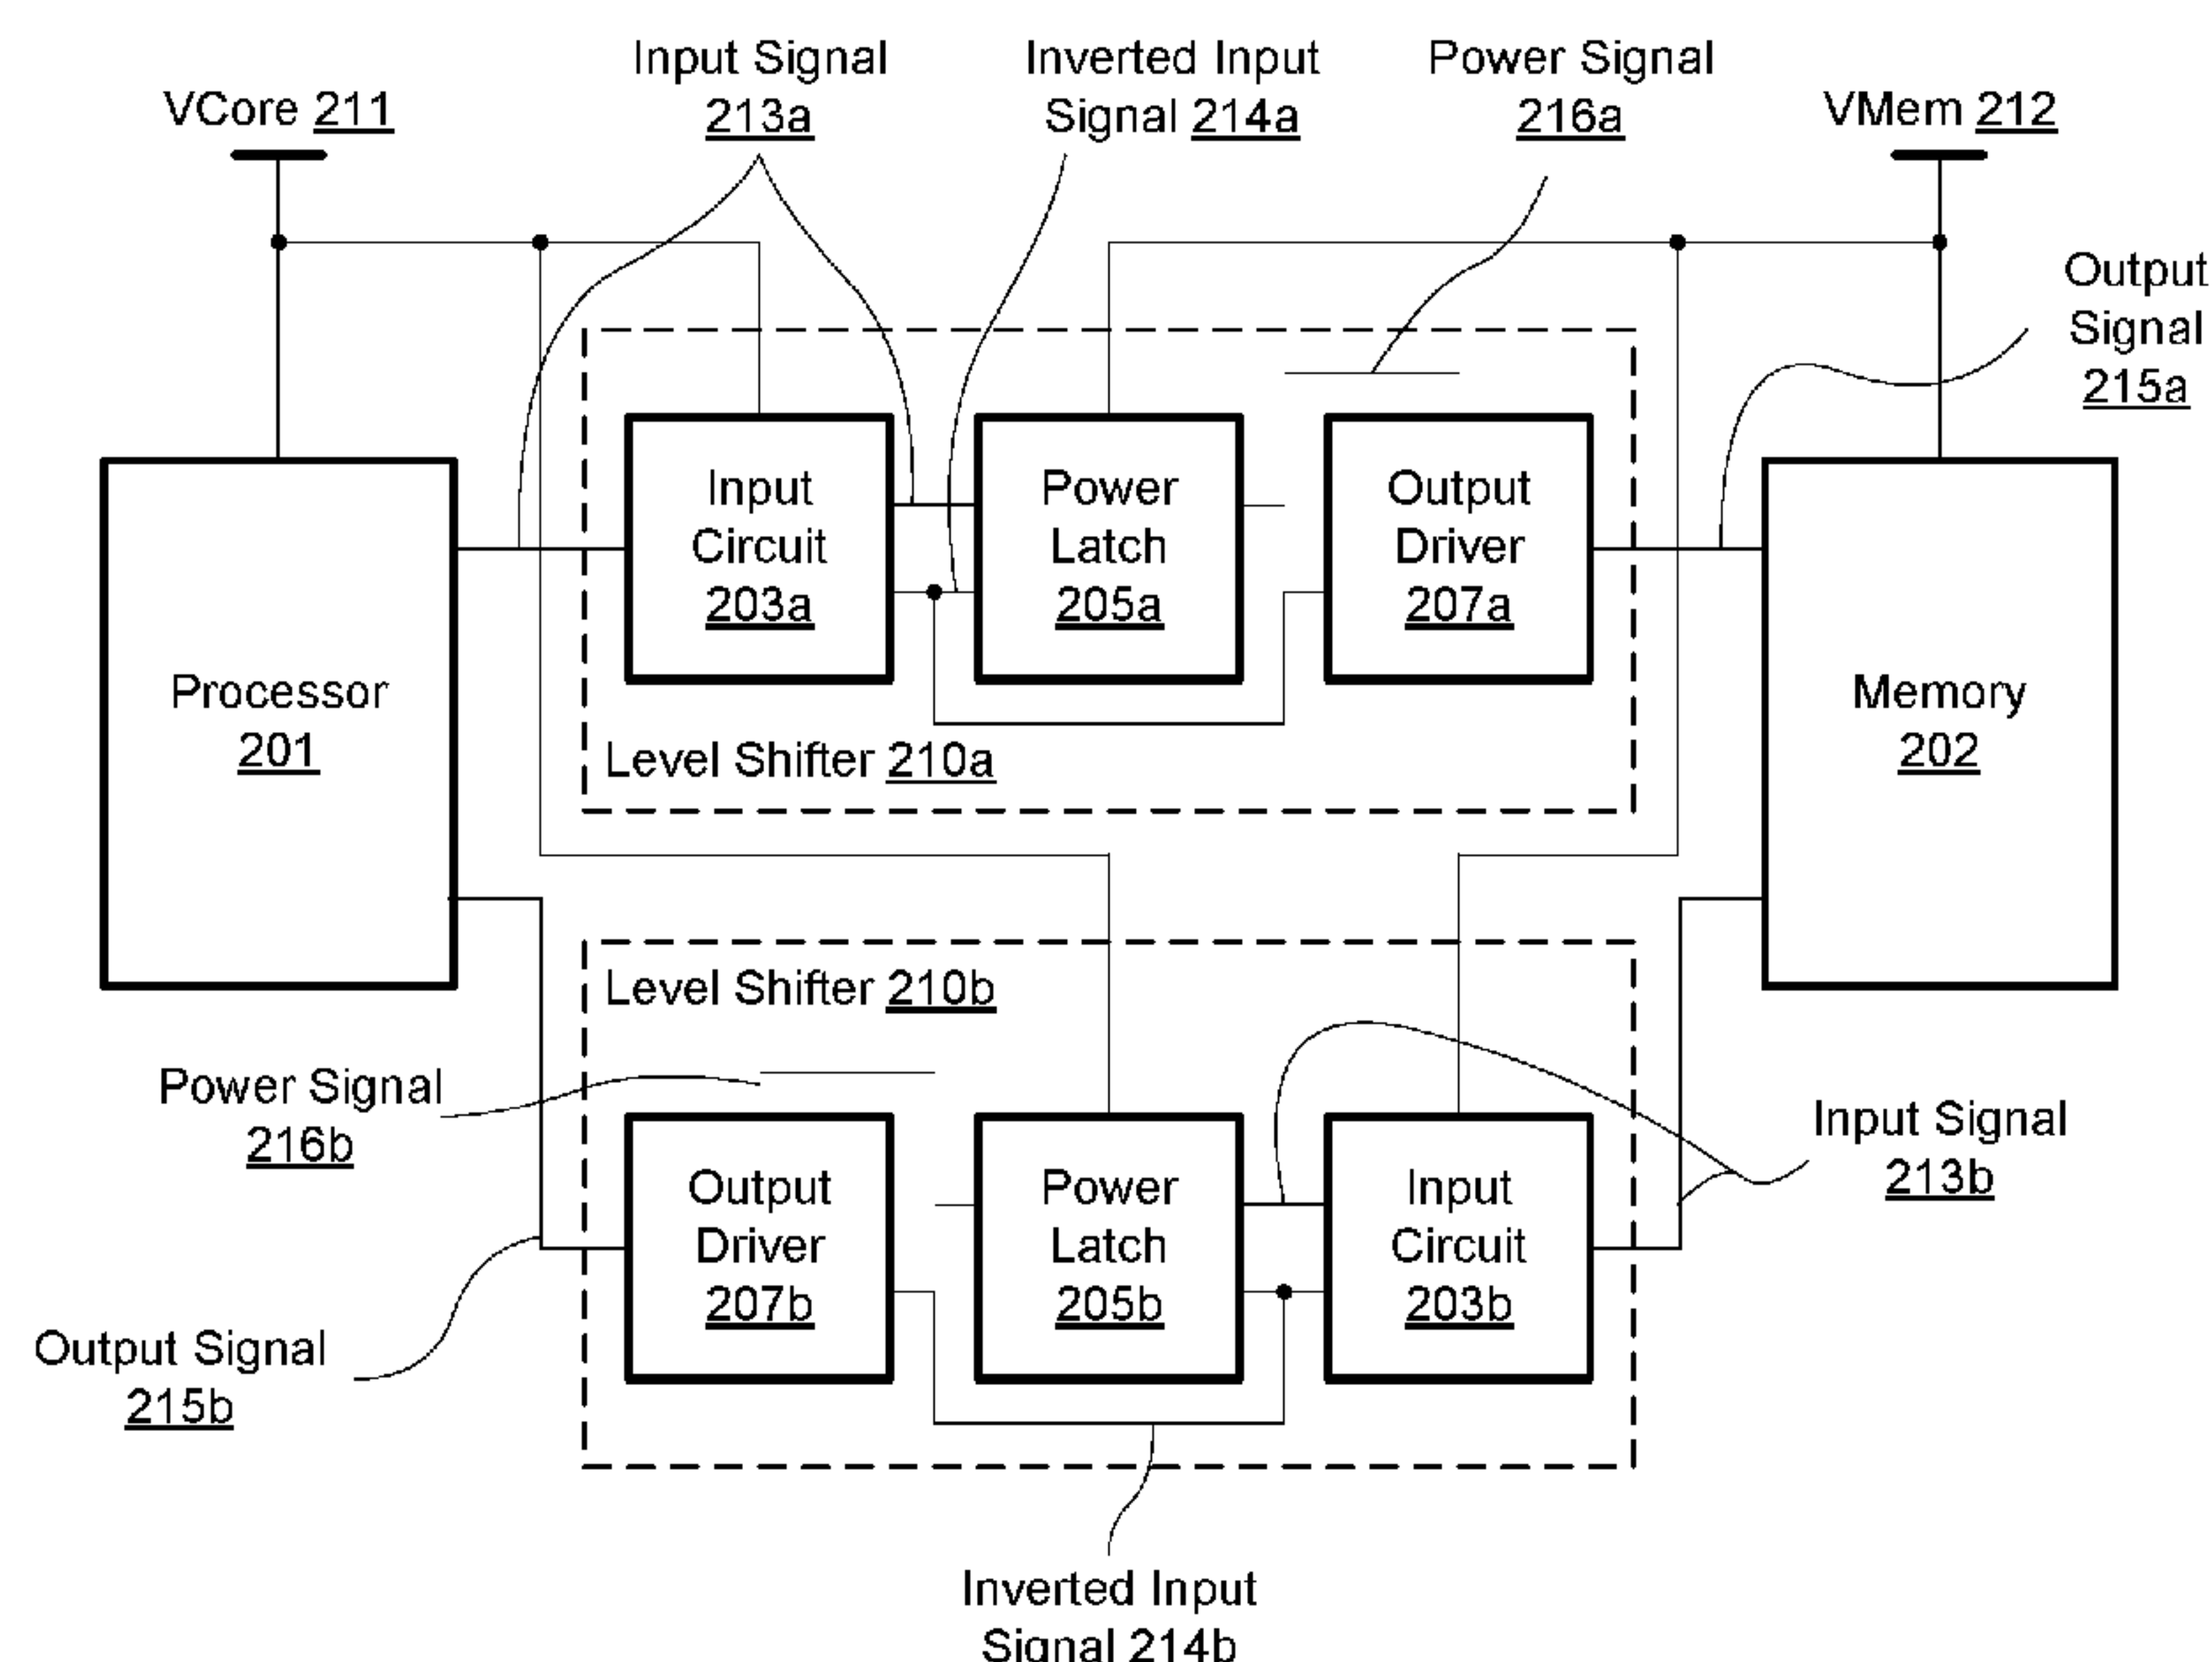 Input Signal
213a
Inverted Input
Signal 214a
Power Signal
216a
VCore 211
VMem 212
Output
Signal
215a
Input
Circuit
203a
Power
Latch
205a
Output
Driver
207a
Processor
201
Memory
202
Level Shifter 210a
Level Shifter 210b
Power Signal
216b
Input Signal
213b
Output
Driver
207b
Power
Latch
205b
Input
Circuit
203b
Output Signal
215b
Inverted Input
Signal 214b